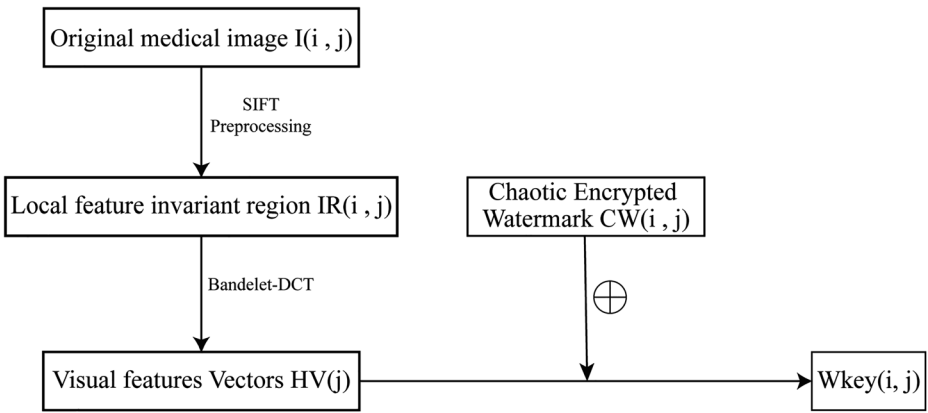 Original medical image I(i , j)
SIFT
Preprocessing
Local feature invariant region IR(i , j)
Chaotic Encrypted
Watermark CW(i , j)
Bandelet-DCT
Visual features Vectors HV(j)
Wkey(i, j)